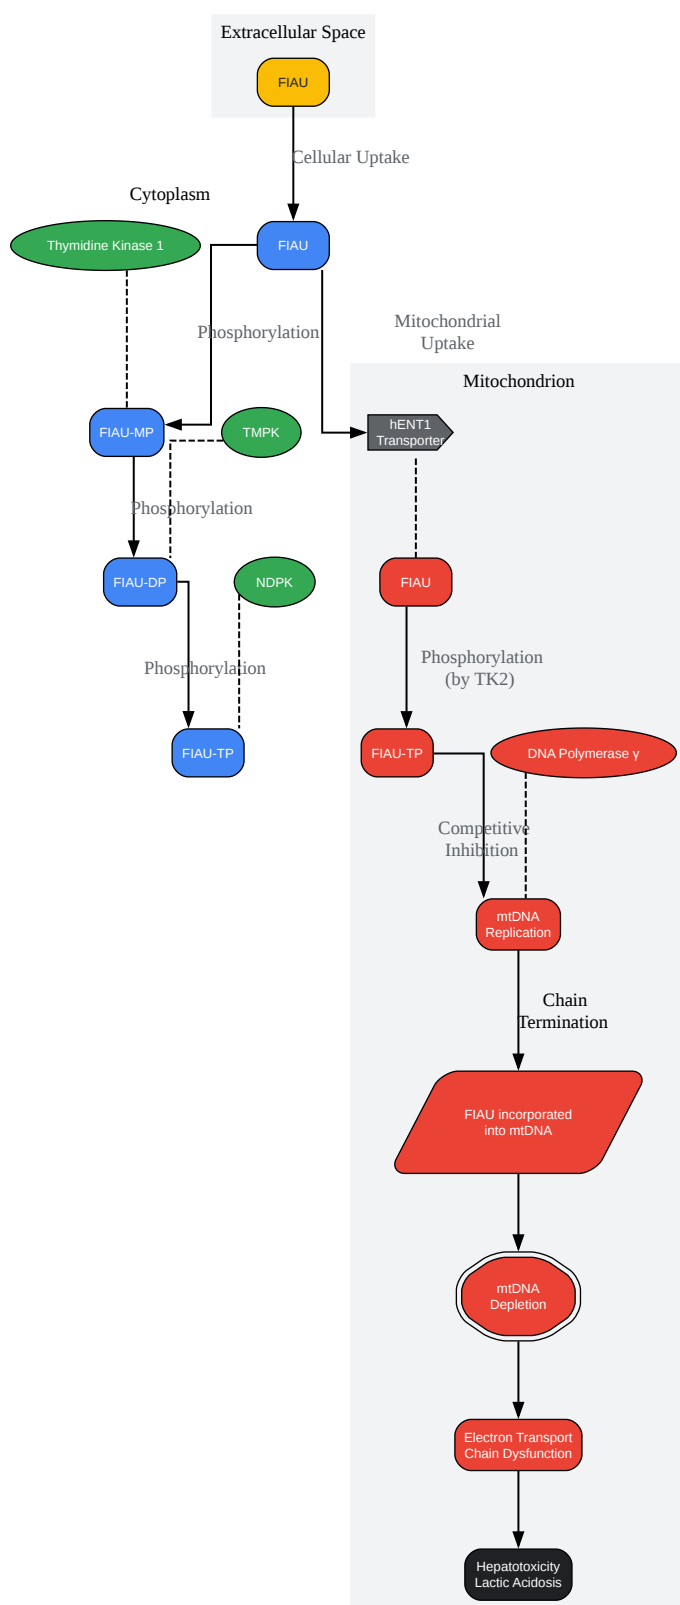 Extracellular Space
FIAU
Cellular Uptake
Cytoplasm
Thymidine Kinase 1
FIAU
Phosphorylation
Mitochondrial
Uptake
Mitochondrion
FIAU-MP
TMPK
hENT1
Transporter
Phosphorylation
FIAU-DP
NDPK
FIAU
Phosphorylation
Phosphorylation
(by TK2)
FIAU-TP
FIAU-TP
DNA Polymerase γ
Competitive
Inhibition
mtDNA
Replication
Chain
Termination
FIAU incorporated
into mtDNA
mtDNA
Depletion
Electron Transport
Chain Dysfunction
Hepatotoxicity
Lactic Acidosis